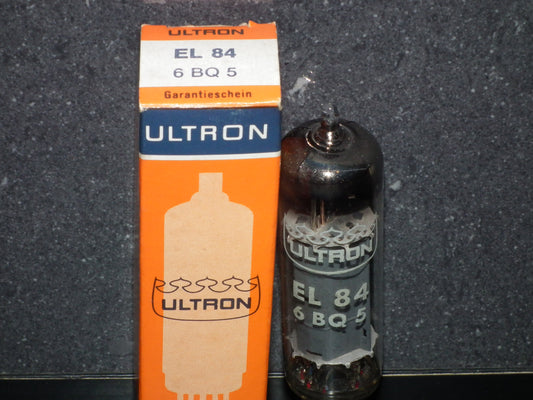 ULTRON
EL 84
6 BQ 5
Garantieschein
ULTRON
ULTRON
ULTRON
EL 84
6 BQ 5